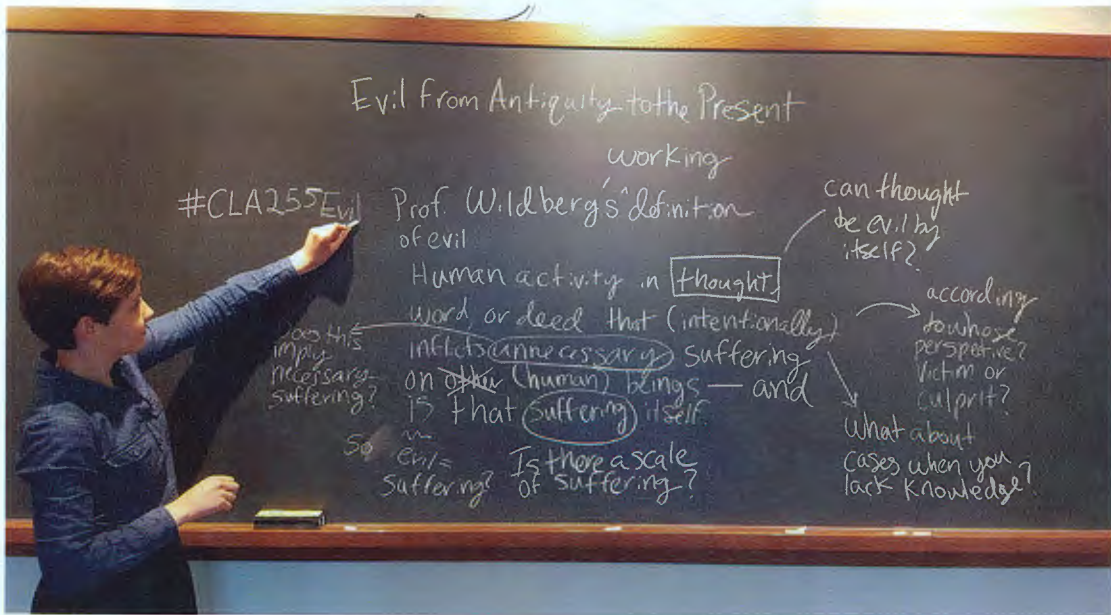 Evil from Antiquity to the Present
working
#CLA255Evil
Prof. Wildberg's ^ definition
of evil
Human activity in thought,
word, or deed that (intentionally)
inflicts unnecessary suffering
on other (human) beings — and
is that suffering itself.
can thought
be evil by
itself?
according
to whose
perspetive?
victim or
culprit?
What about
cases when you
lack knowledge?
Does this
imply
necessary
suffering?
So
evil =
suffering?
Is there a scale
of suffering?